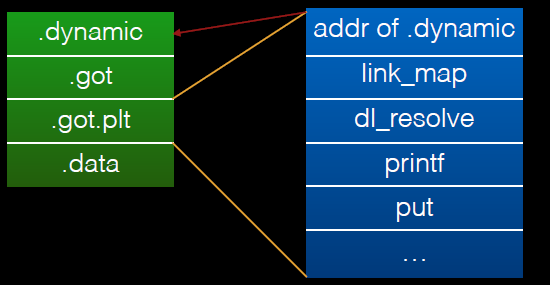 .dynamic
.got
.got.plt
.data
addr of .dynamic
link_map
dl_resolve
printf
put
...